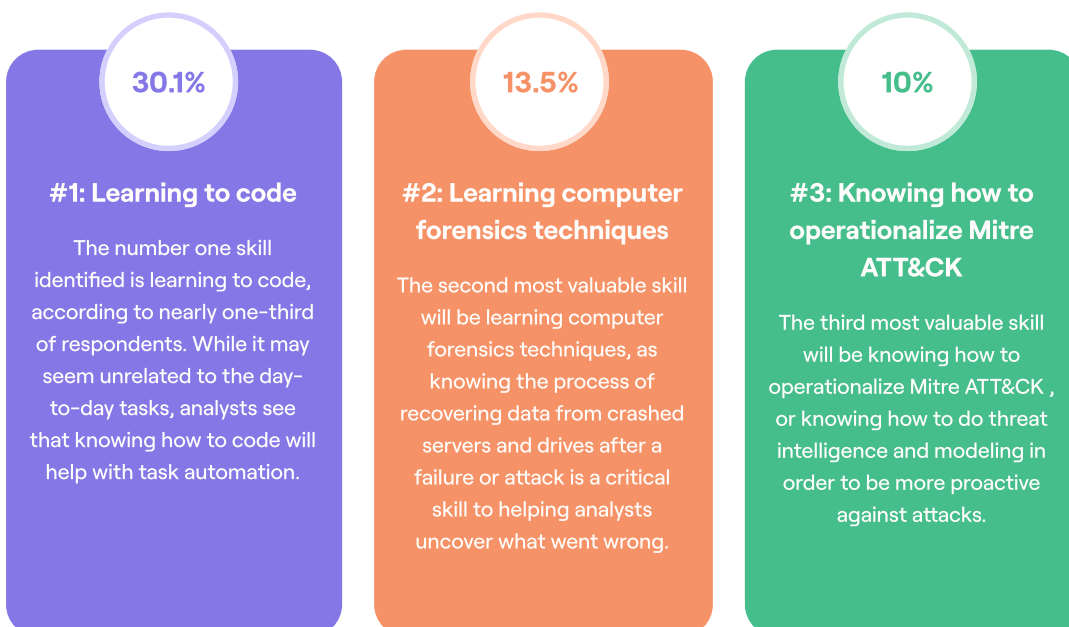 30.1%
#1: Learning to code
The number one skill
identified is learning to code,
according to nearly one-third
of respondents. While it may
seem unrelated to the day-
to-day tasks, analysts see
that knowing how to code will
help with task automation.
13.5%
#2: Learning computer
forensics techniques
The second most valuable skill
will be learning computer
forensics techniques, as
knowing the process of
recovering data from crashed
servers and drives after a
failure or attack is a critical
skill to helping analysts
uncover what went wrong.
10%
#3: Knowing how to
operationalize Mitre
ATT&CK
The third most valuable skill
will be knowing how to
operationalize Mitre ATT&CK ,
or knowing how to do threat
intelligence and modeling in
order to be more proactive
against attacks.